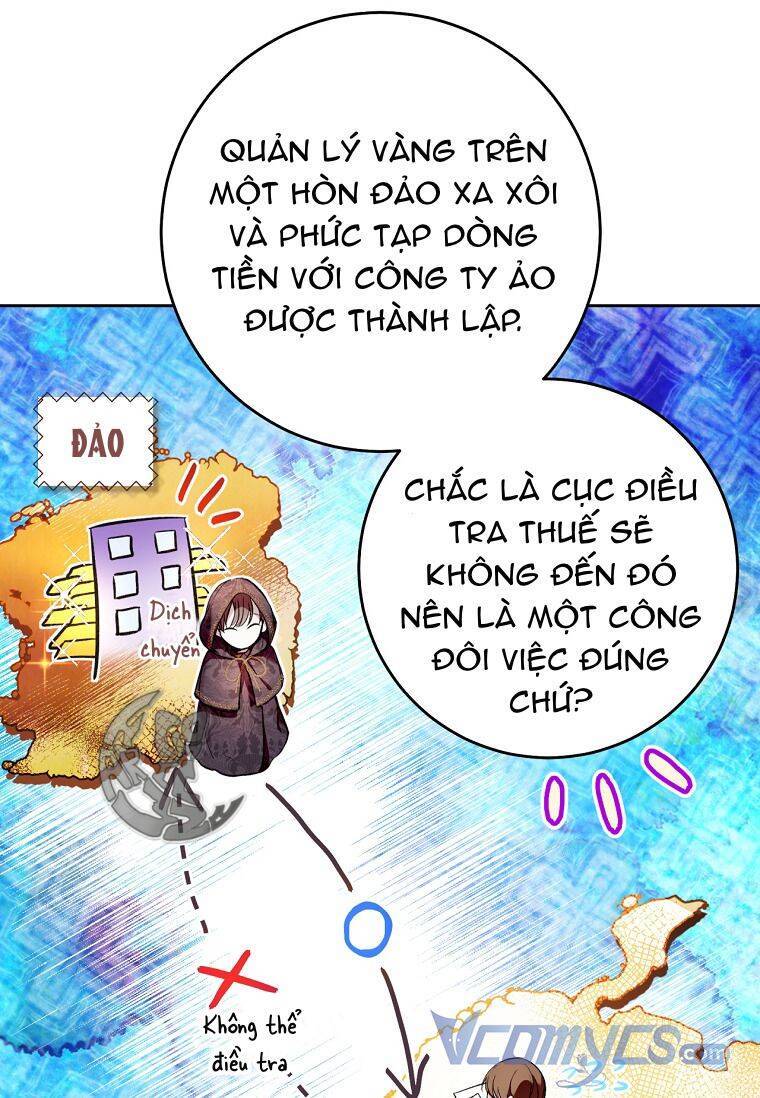 QUẢN LÝ VÀNG TRÊN
MỘT HÒN ĐẢO XA XÔI
VÀ PHỨC TẠP DÒNG
TIỀN VỚI CÔNG TY ẢO
ĐƯỢC THÀNH LẬP.
ĐẢO
CHẮC LÀ CỤC ĐIỀU
TRA THUẾ SẼ
KHÔNG ĐẾN ĐÓ
NÊN LÀ MỘT CÔNG
ĐÔI VIỆC ĐÚNG
CHỨ?
Dịch
chuyển
Không thể
điều tra.
VCOMYCS.com